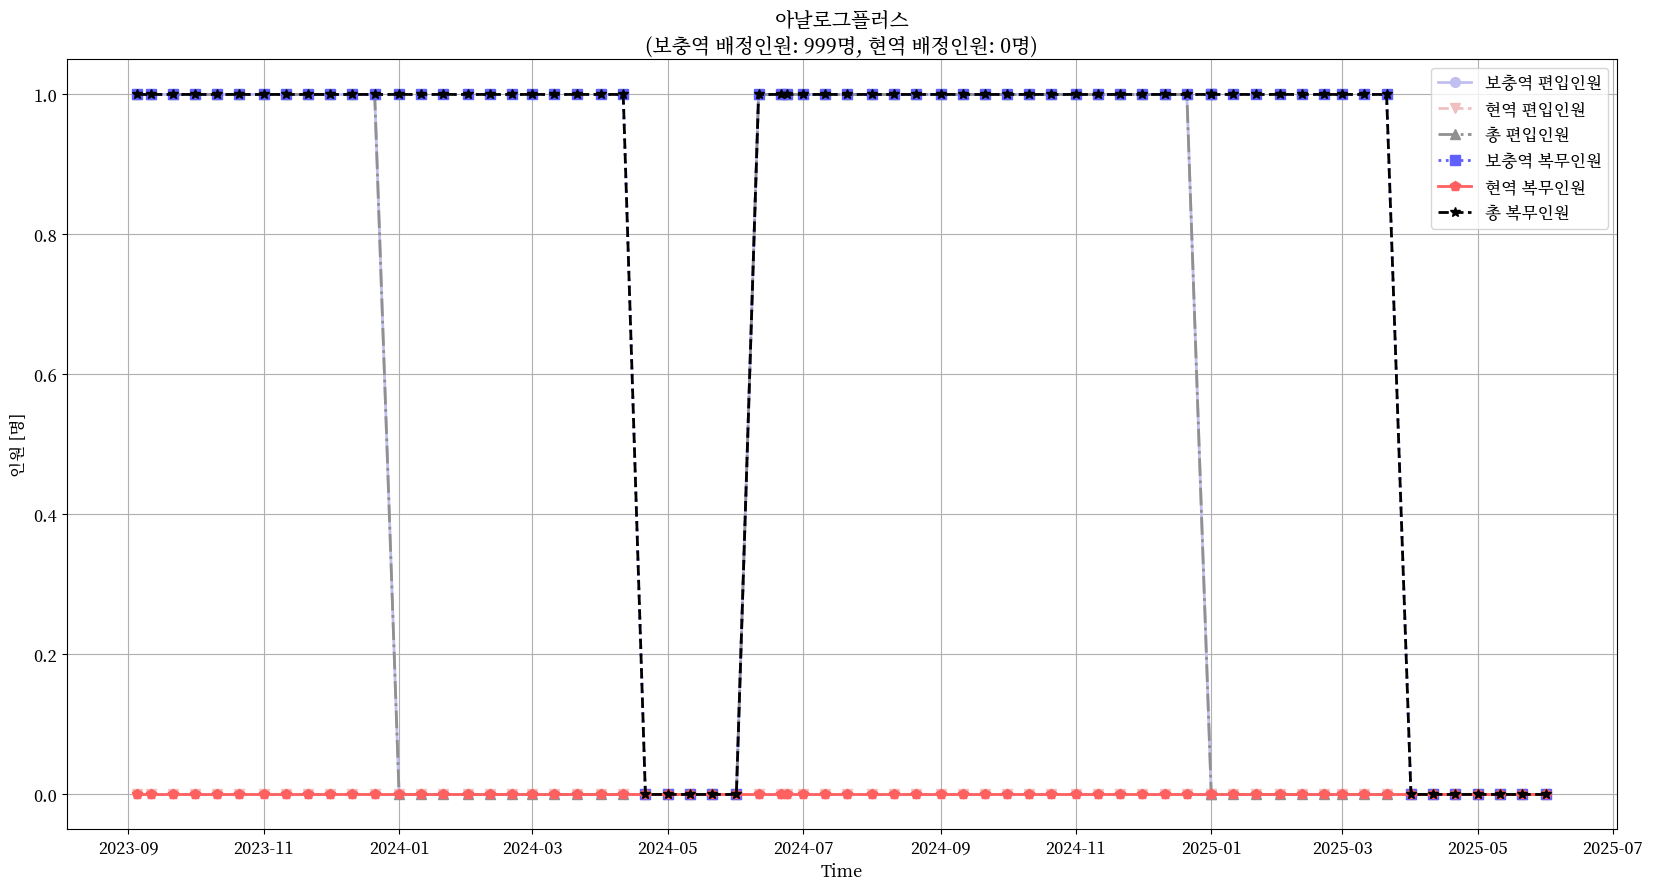 아날로그플러스
(보충역 배정인원: 999명, 현역 배정인원: 0명)
보충역 편입인원
현역 편입인원
총 편입인원
보충역 복무인원
현역 복무인원
총 복무인원
인원 [명]
1.0
0.8
0.6
0.4
0.2
0.0
2023-09 2023-11 2024-01 2024-03 2024-05 2024-07 2024-09 2024-11 2025-01 2025-03 2025-05 2025-07
Time